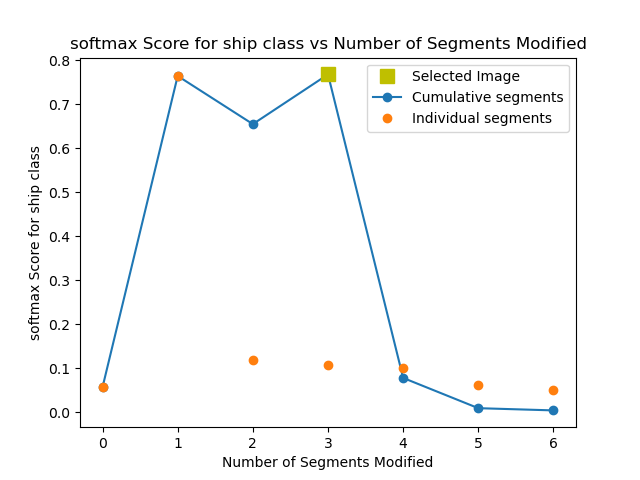 softmax Score for ship class vs Number of Segments Modified
Selected Image
Cumulative segments
Individual segments
softmax Score for ship class
0.8
0.7
0.6
0.5
0.4
0.3
0.2
0.1
0.0
0 1 2 3 4 5 6
Number of Segments Modified